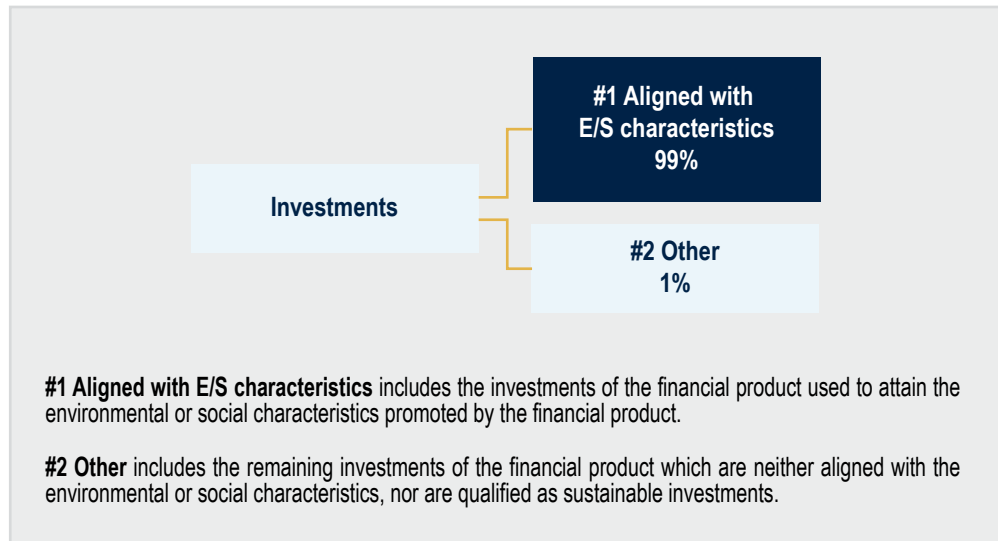 #1 Aligned with
E/S characteristics
99%
Investments
#2 Other
1%
#1 Aligned with E/S characteristics includes the investments of the financial product used to attain the
environmental or social characteristics promoted by the financial product.
#2 Other includes the remaining investments of the financial product which are neither aligned with the
environmental or social characteristics, nor are qualified as sustainable investments.